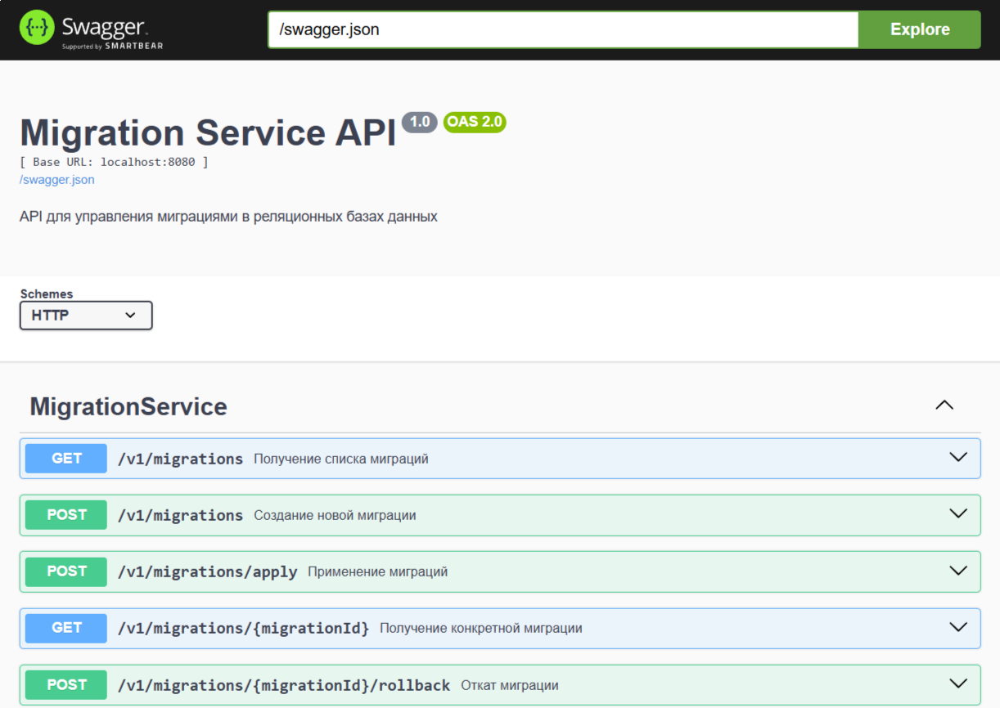 {··} Swagger.
Supported by SMARTBEAR
/swagger.json
Explore
Migration Service API 1.0 OAS 2.0
[ Base URL: localhost:8080 ]
/swagger.json
API для управления миграциями в реляционных базах данных
Schemes
HTTP
MigrationService
GET /v1/migrations Получение списка миграций
POST /v1/migrations Создание новой миграции
POST /v1/migrations/apply Применение миграций
GET /v1/migrations/{migrationId} Получение конкретной миграции
POST /v1/migrations/{migrationId}/rollback Откат миграции